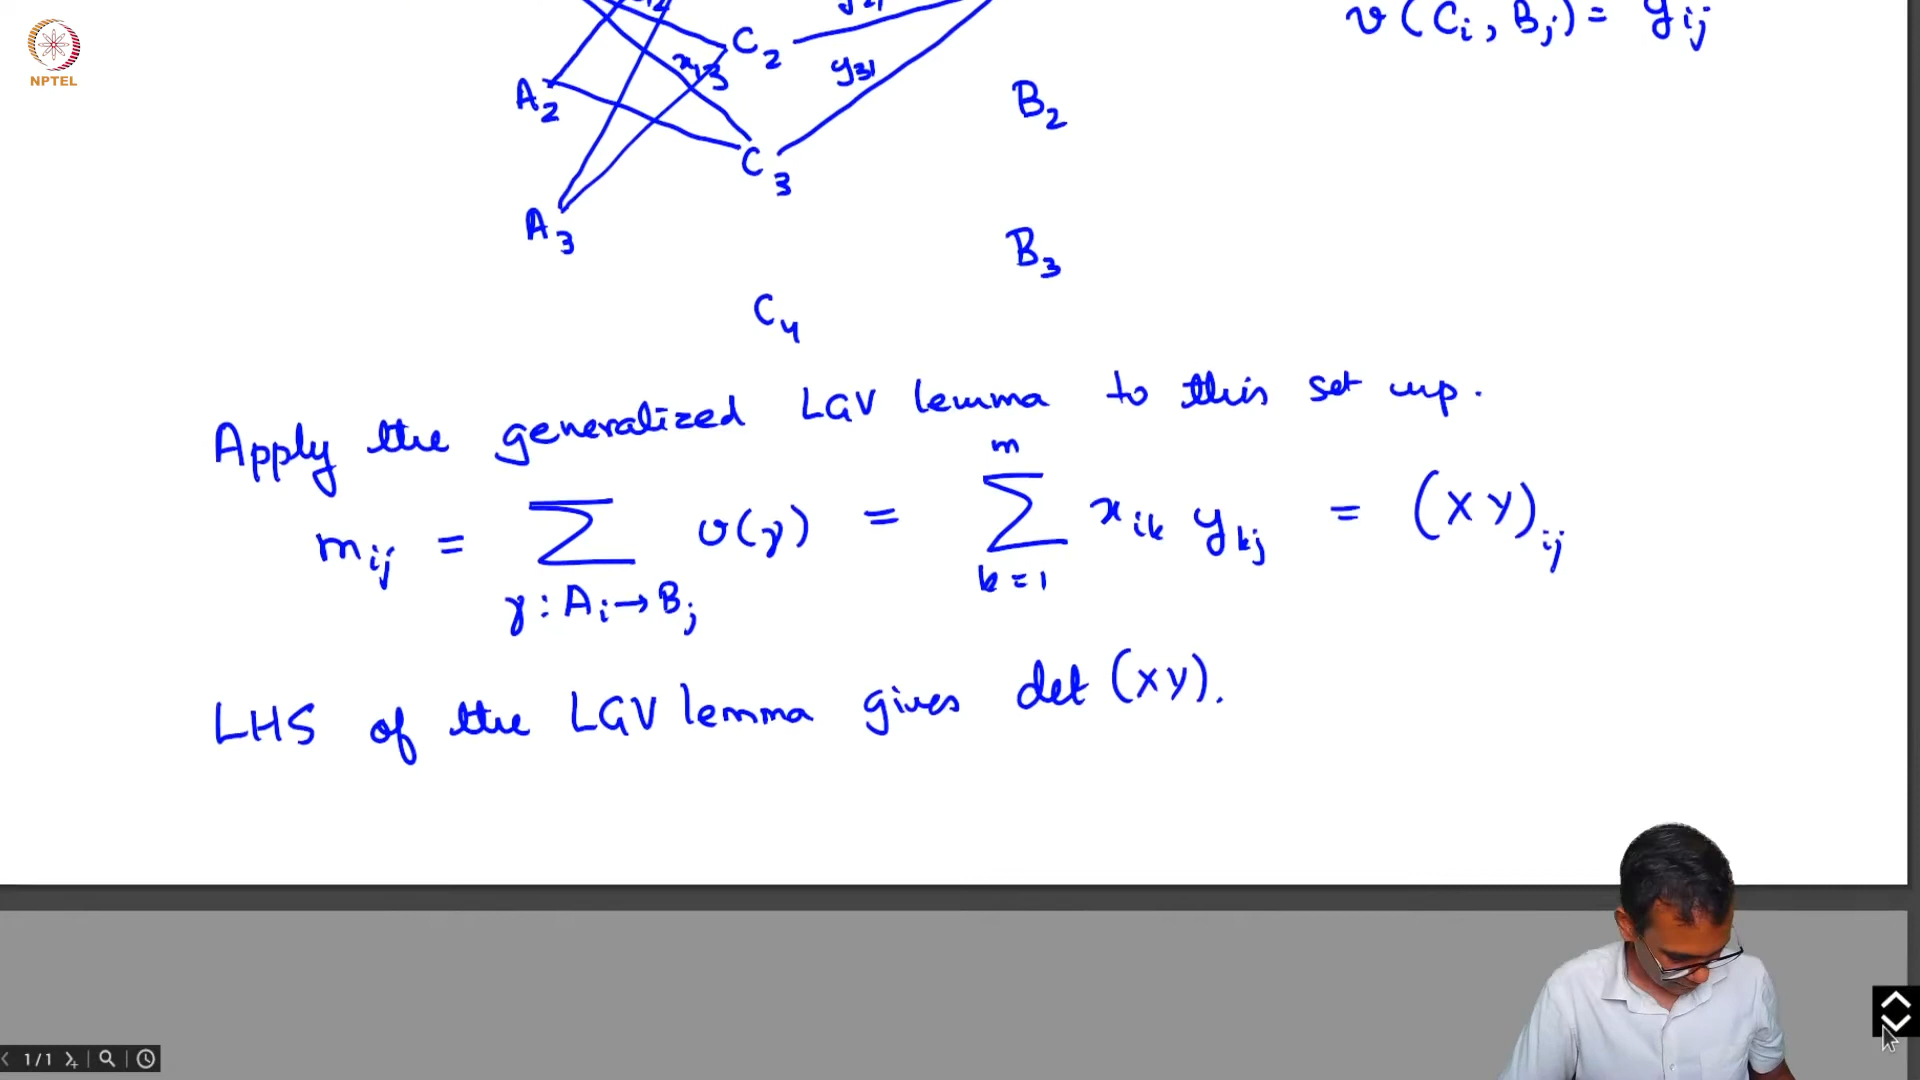 NPTEL
C₂
y₃₁
x₁₃
v(Cᵢ, Bⱼ) = yᵢⱼ
A₂
B₂
C₃
A₃
B₃
C₄
Apply the generalized LGV lemma to this set up.
mᵢⱼ = Σ_{γ: Aᵢ→Bⱼ} v(γ) = Σ_{k=1}^{m} xᵢₖ yₖⱼ = (XY)ᵢⱼ
LHS of the LGV lemma gives det (XY).
1/1